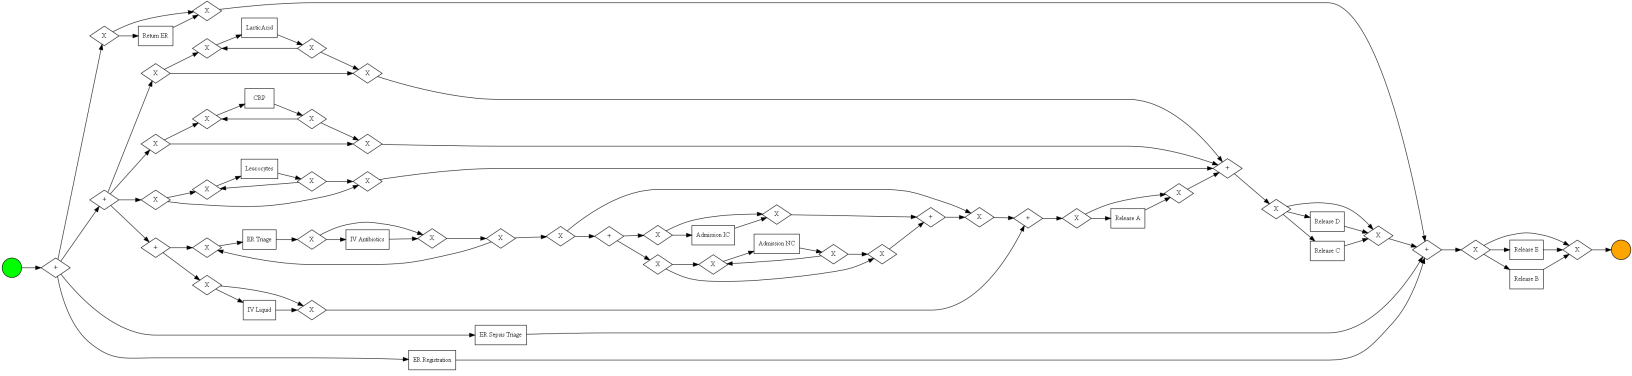 X
X
Return ER
X
LacticAcid
X
X
X
X
CRP
X
X
X
X
Leucocytes
X
X
+
+
X
ER Triage
X
IV Antibiotics
X
X
X
+
X
Admission IC
X
X
X
Admission NC
X
X
+
X
+
X
Release A
X
+
X
IV Liquid
X
ER Sepsis Triage
ER Registration
X
Release D
Release C
X
+
+
X
Release E
Release B
X